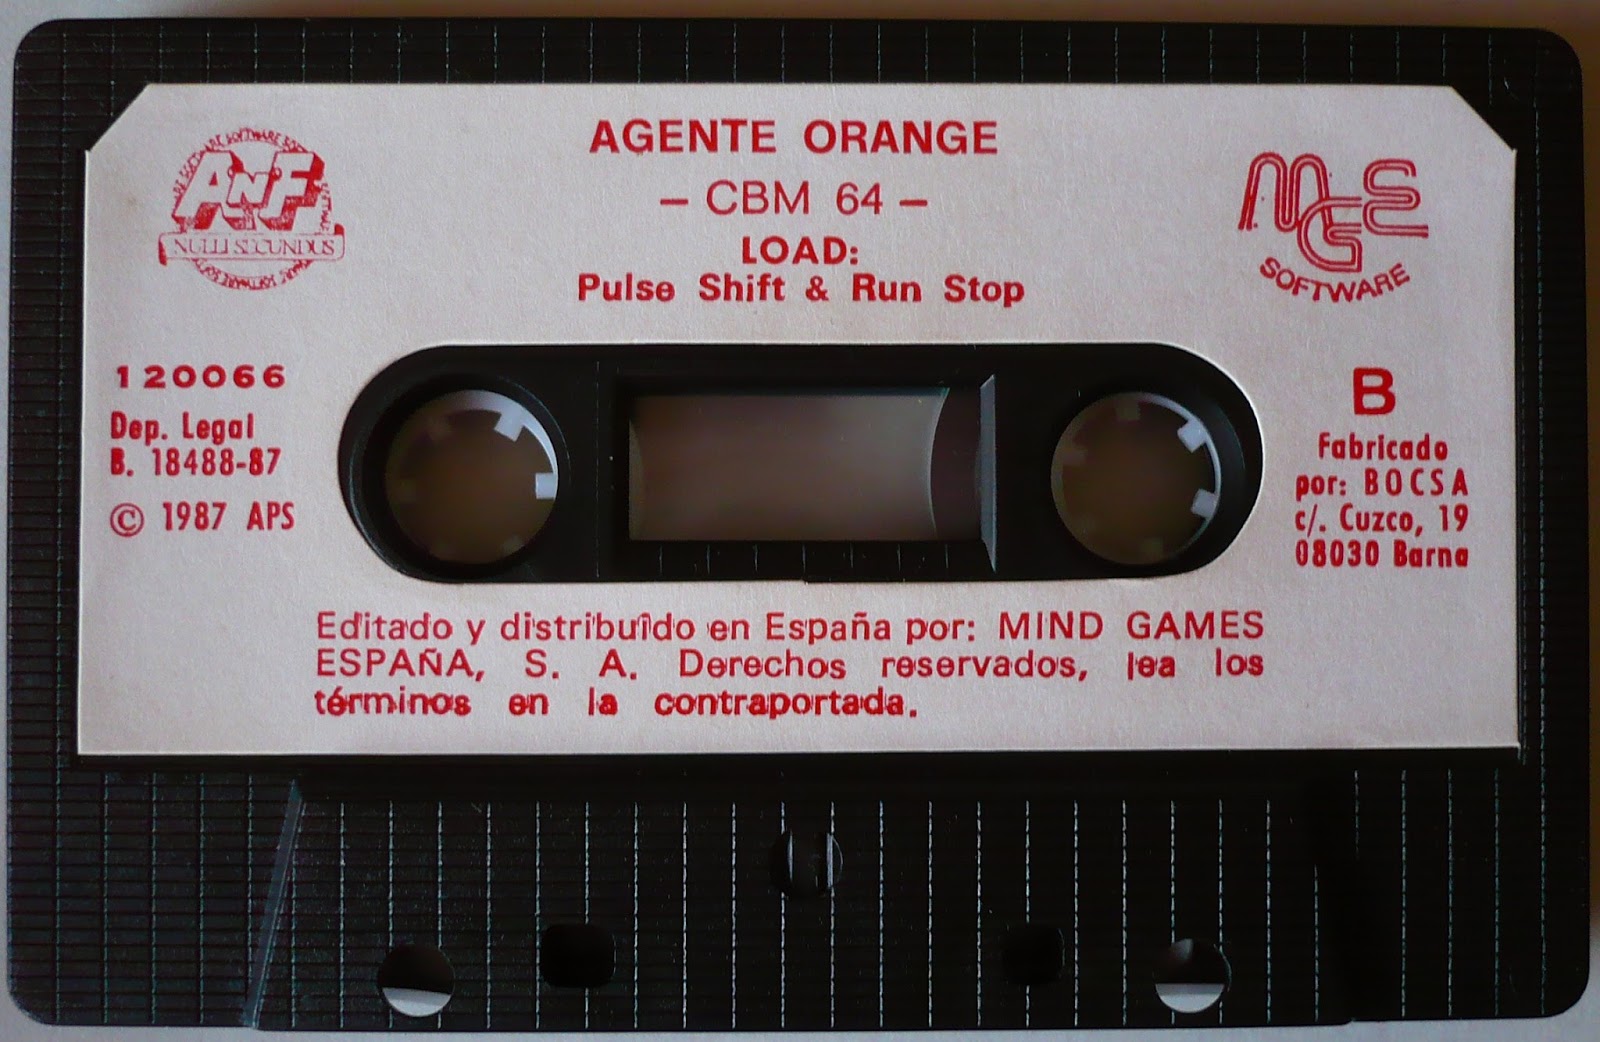 AGENTE ORANGE
– CBM 64 –
LOAD:
Pulse Shift & Run Stop
A'N'F
NULLI SECUNDUS
MGE
SOFTWARE
120066
Dep. Legal
B. 18488-87
© 1987 APS
B
Fabricado
por: BOCSA
c/. Cuzco, 19
08030 Barna
Editado y distribuído en España por: MIND GAMES
ESPAÑA, S. A. Derechos reservados, lea los
términos en la contraportada.